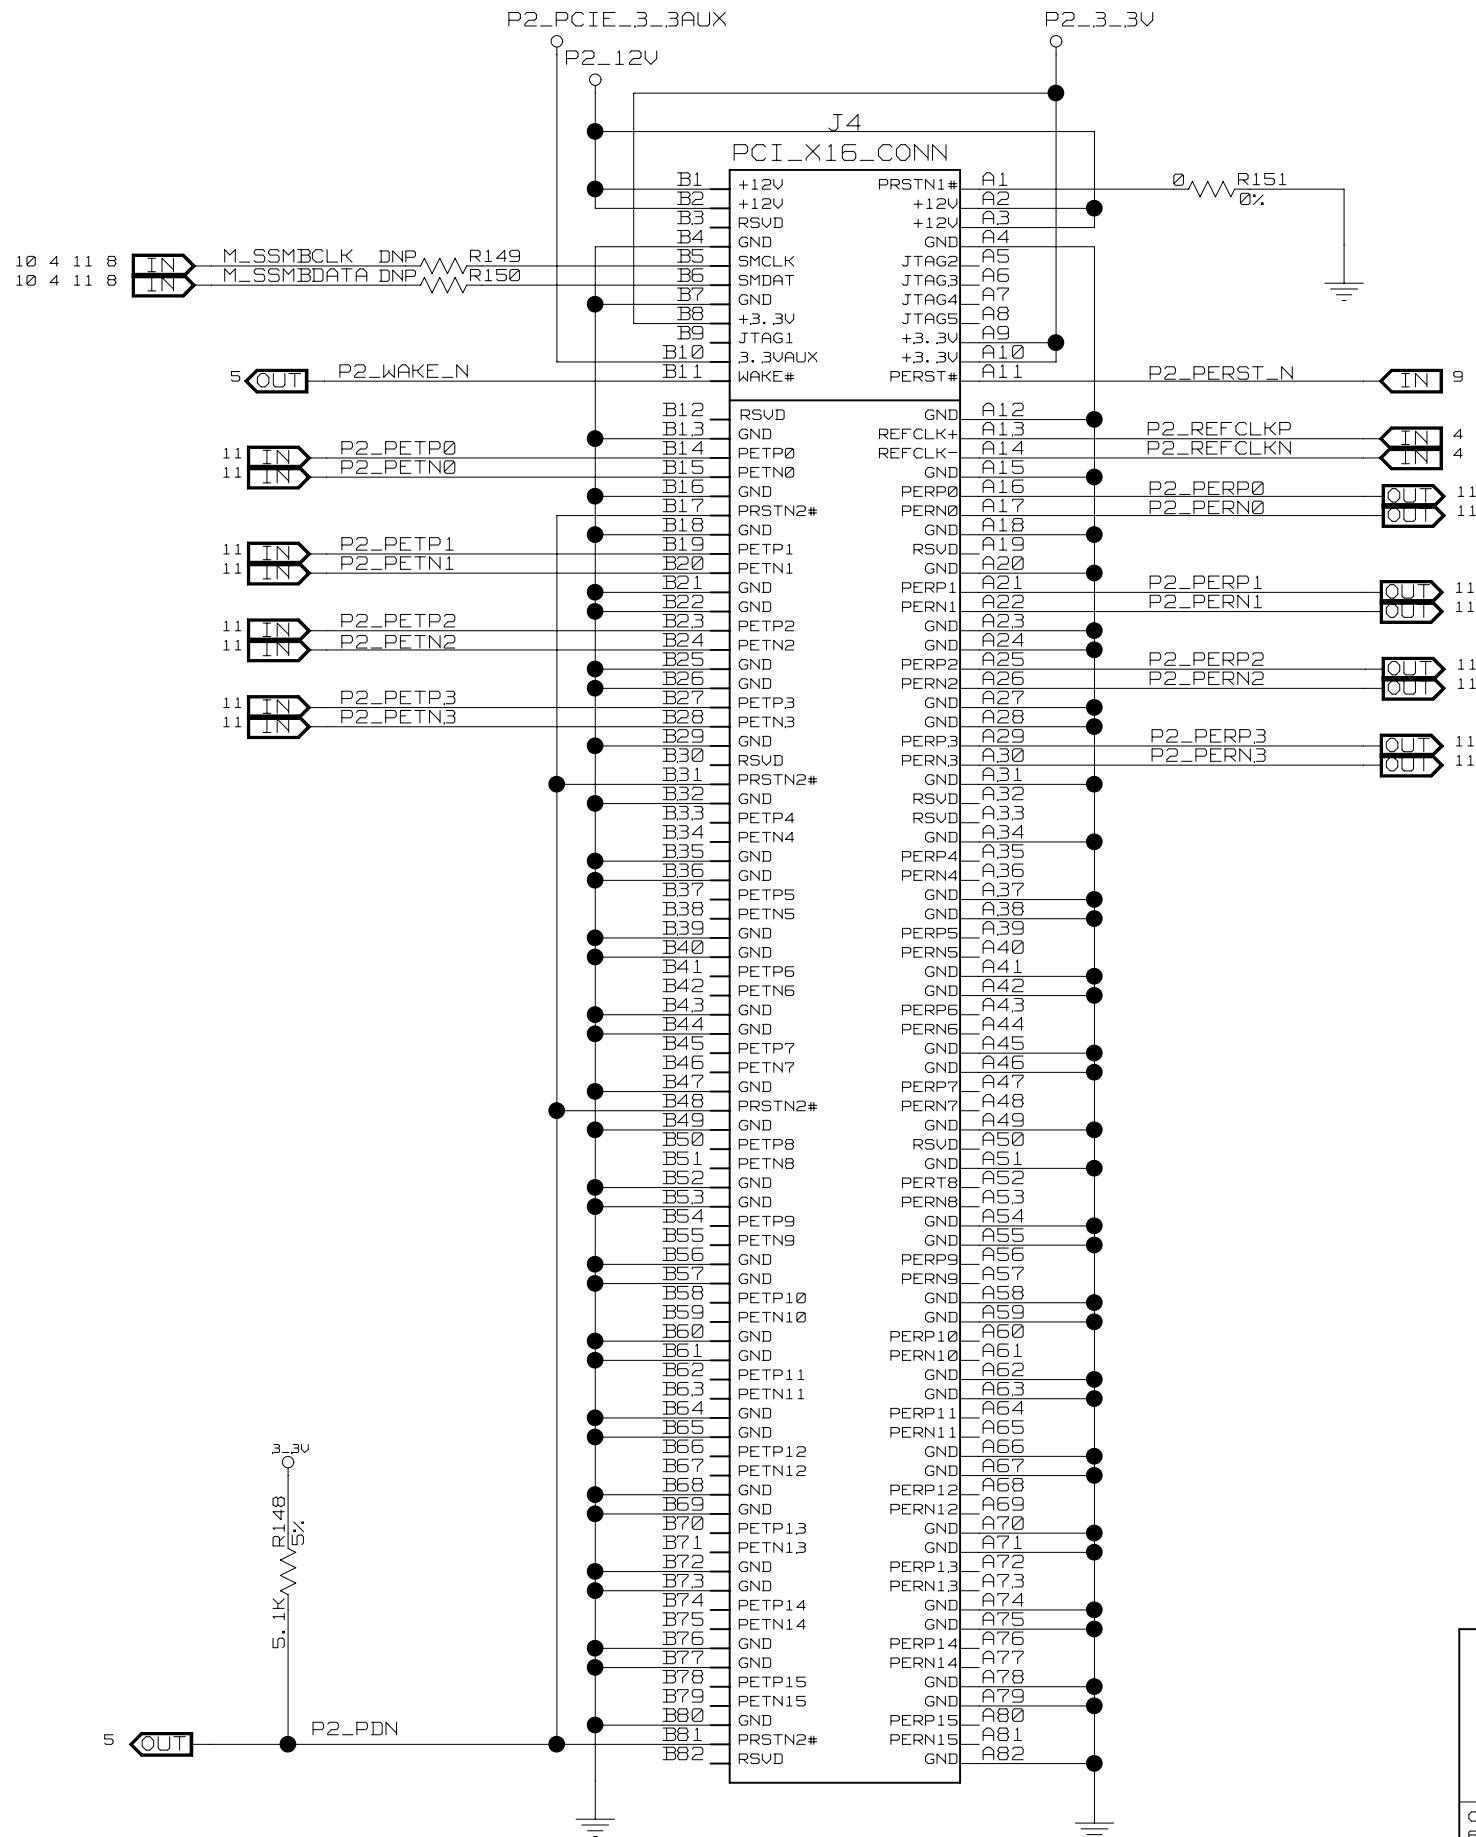 P2_PCIE_3_3AUX
P2_3_3V
P2_12V
J4
PCI_X16_CONN
B1 +12V PRSTN1# A1 0 R151
0%
B2 +12V +12V A2
B3 RSVD +12V A3
B4 GND GND A4
10 4 11 8 IN M_SSMBCLK DNP R149 B5 SMCLK JTAG2 A5
10 4 11 8 IN M_SSMBDATA DNP R150 B6 SMDAT JTAG3 A6
B7 GND JTAG4 A7
B8 +3.3V JTAG5 A8
B9 JTAG1 +3.3V A9
B10 3.3VAUX +3.3V A10
5 OUT P2_WAKE_N B11 WAKE# PERST# A11 P2_PERST_N IN 9
B12 RSVD GND A12
B13 GND REFCLK+ A13 P2_REFCLKP IN 4
11 IN P2_PETP0 B14 PETP0 REFCLK- A14 P2_REFCLKN IN 4
11 IN P2_PETN0 B15 PETN0 GND A15
B16 GND PERP0 A16 P2_PERP0 OUT 11
B17 PRSTN2# PERN0 A17 P2_PERN0 OUT 11
B18 GND GND A18
11 IN P2_PETP1 B19 PETP1 RSVD A19
11 IN P2_PETN1 B20 PETN1 GND A20
B21 GND PERP1 A21 P2_PERP1 OUT 11
B22 GND PERN1 A22 P2_PERN1 OUT 11
11 IN P2_PETP2 B23 PETP2 GND A23
11 IN P2_PETN2 B24 PETN2 GND A24
B25 GND PERP2 A25 P2_PERP2 OUT 11
B26 GND PERN2 A26 P2_PERN2 OUT 11
11 IN P2_PETP3 B27 PETP3 GND A27
11 IN P2_PETN3 B28 PETN3 GND A28
B29 GND PERP3 A29 P2_PERP3 OUT 11
B30 RSVD PERN3 A30 P2_PERN3 OUT 11
B31 PRSTN2# GND A31
B32 GND RSVD A32
B33 PETP4 RSVD A33
B34 PETN4 GND A34
B35 GND PERP4 A35
B36 GND PERN4 A36
B37 PETP5 GND A37
B38 PETN5 GND A38
B39 GND PERP5 A39
B40 GND PERN5 A40
B41 PETP6 GND A41
B42 PETN6 GND A42
B43 GND PERP6 A43
B44 GND PERN6 A44
B45 PETP7 GND A45
B46 PETN7 GND A46
B47 GND PERP7 A47
B48 PRSTN2# PERN7 A48
B49 GND GND A49
B50 PETP8 RSVD A50
B51 PETN8 GND A51
B52 GND PERT8 A52
B53 GND PERN8 A53
B54 PETP9 GND A54
B55 PETN9 GND A55
B56 GND PERP9 A56
B57 GND PERN9 A57
B58 PETP10 GND A58
B59 PETN10 GND A59
B60 GND PERP10 A60
B61 GND PERN10 A61
B62 PETP11 GND A62
B63 PETN11 GND A63
B64 GND PERP11 A64
B65 GND PERN11 A65
3_3V
B66 PETP12 GND A66
B67 PETN12 GND A67
B68 GND PERP12 A68
B69 GND PERN12 A69
5.1K R148
5%
B70 PETP13 GND A70
B71 PETN13 GND A71
B72 GND PERP13 A72
B73 GND PERN13 A73
B74 PETP14 GND A74
B75 PETN14 GND A75
B76 GND PERP14 A76
B77 GND PERN14 A77
B78 PETP15 GND A78
B79 PETN15 GND A79
B80 GND PERP15 A80
5 OUT P2_PDN B81 PRSTN2# PERN15 A81
B82 RSVD GND A82